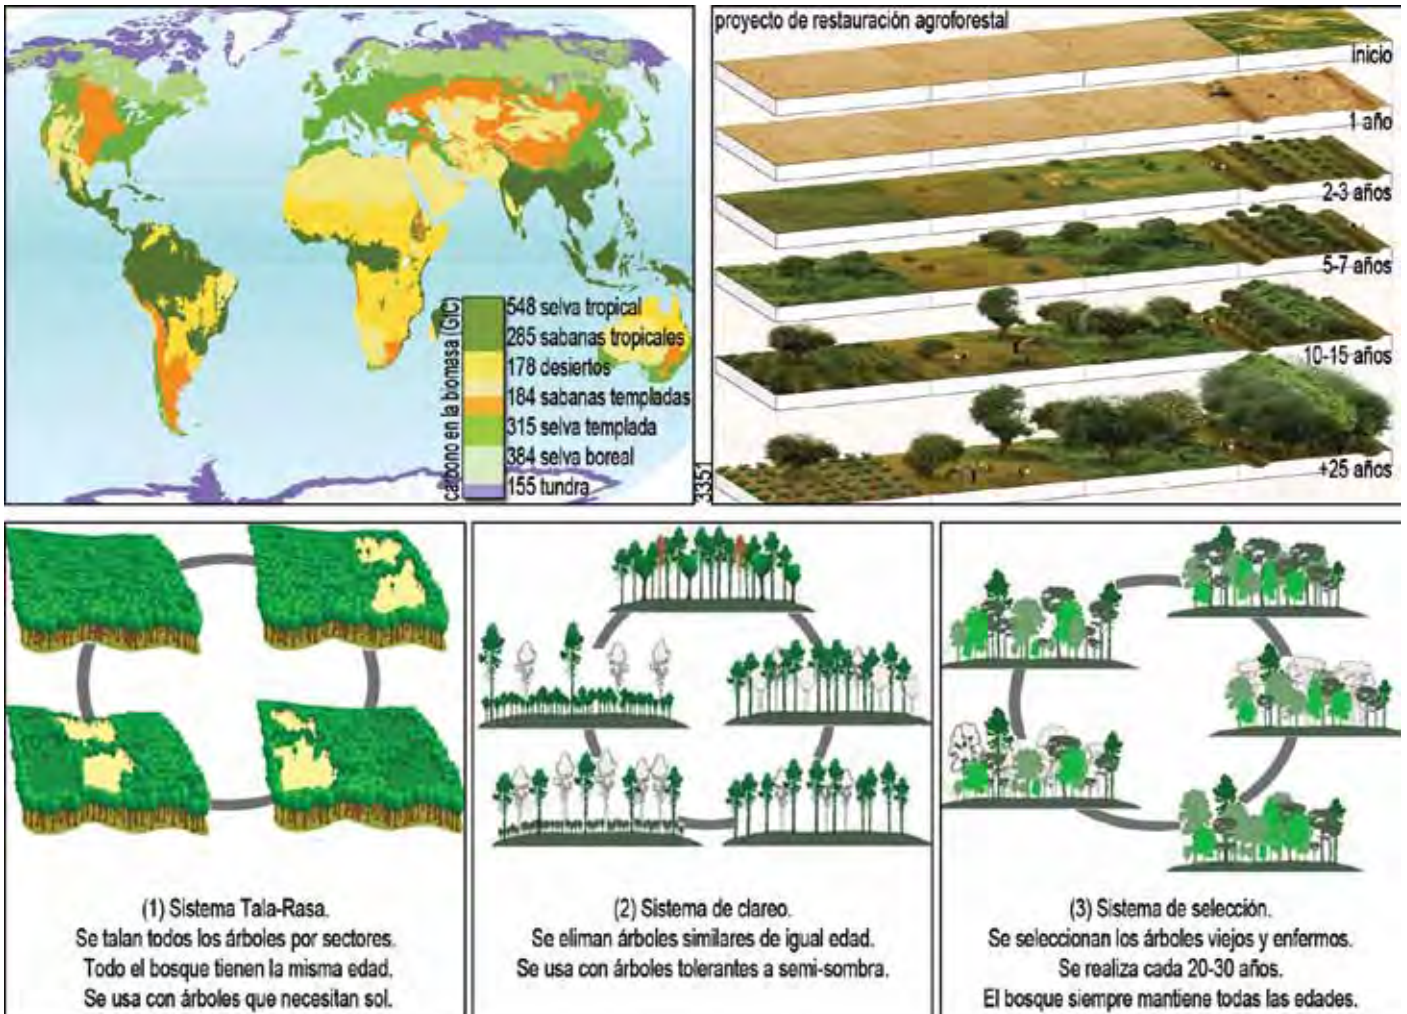 carbono en la biomasa (GtC)
548 selva tropical
285 sabanas tropicales
178 desiertos
184 sabanas templadas
315 selva templada
384 selva boreal
155 tundra
3351
proyecto de restauración agroforestal
inicio
1 año
2-3 años
5-7 años
10-15 años
+25 años
(1) Sistema Tala-Rasa.
Se talan todos los árboles por sectores.
Todo el bosque tienen la misma edad.
Se usa con árboles que necesitan sol.
(2) Sistema de clareo.
Se eliman árboles similares de igual edad.
Se usa con árboles tolerantes a semi-sombra.
(3) Sistema de selección.
Se seleccionan los árboles viejos y enfermos.
Se realiza cada 20-30 años.
El bosque siempre mantiene todas las edades.